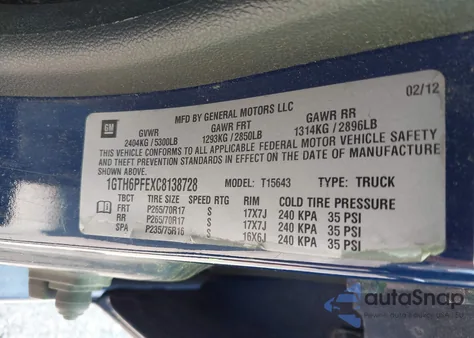 02/12
MFD BY GENERAL MOTORS LLC
GM
GVWR GAWR FRT GAWR RR
2404KG / 5300LB 1293KG / 2850LB 1314KG / 2896LB
THIS VEHICLE CONFORMS TO ALL APPLICABLE FEDERAL MOTOR VEHICLE SAFETY
AND THEFT PREVENTION STANDARDS IN EFFECT ON THE DATE OF
MANUFACTURE SHOWN ABOVE.
1GTH6PFEXC8138728 MODEL: T15643 TYPE: TRUCK
TBCT TIRE SIZE SPEED RTG RIM COLD TIRE PRESSURE
FRT P265/70R17 S 17X7J 240 KPA 35 PSI
RR P265/70R17 S 17X7J 240 KPA 35 PSI
SPA P235/75R16 S 16X6J 240 KPA 35 PSI
autoSnap